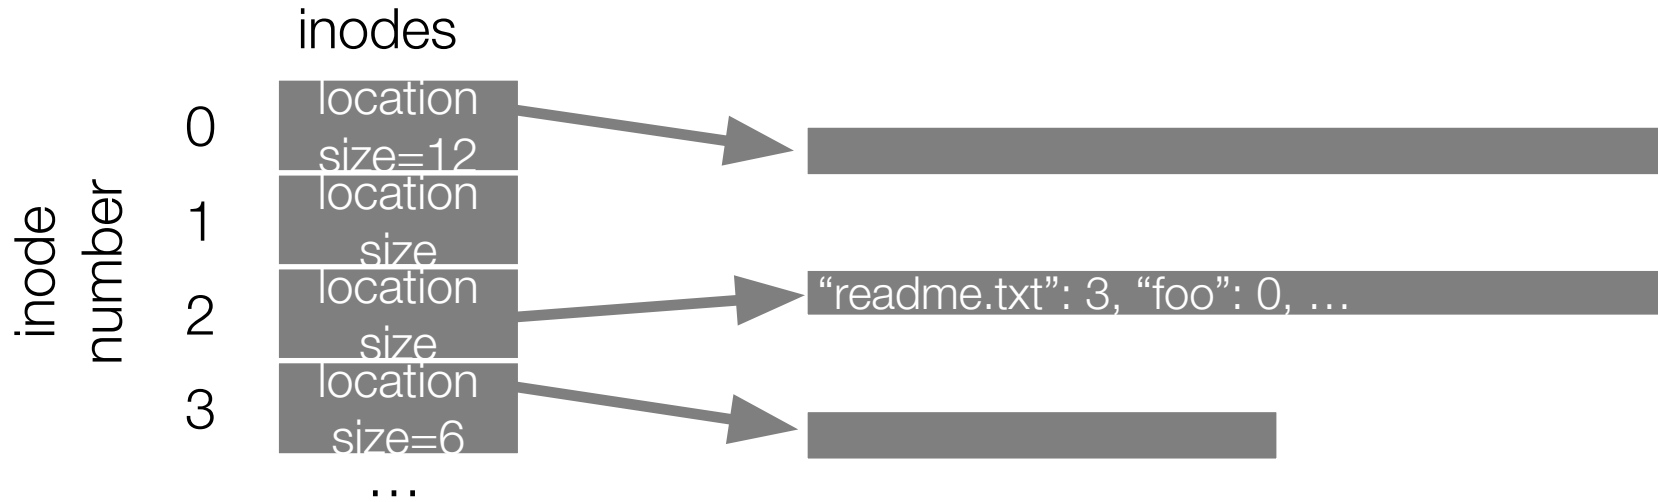 inodes
inode
number
0
location
size=12
1
location
size
2
location
size
“readme.txt”: 3, “foo”: 0, …
3
location
size=6
…